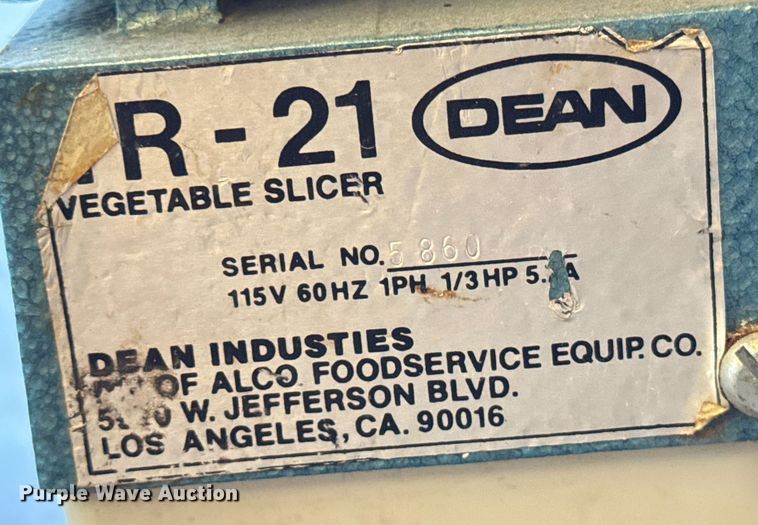 R - 21
DEAN
VEGETABLE SLICER
SERIAL NO. 5860
115V 60HZ 1PH 1/3 HP
DEAN INDUSTIES
OF ALCO FOODSERVICE EQUIP. CO.
W. JEFFERSON BLVD.
LOS ANGELES, CA. 90016
Purple Wave Auction